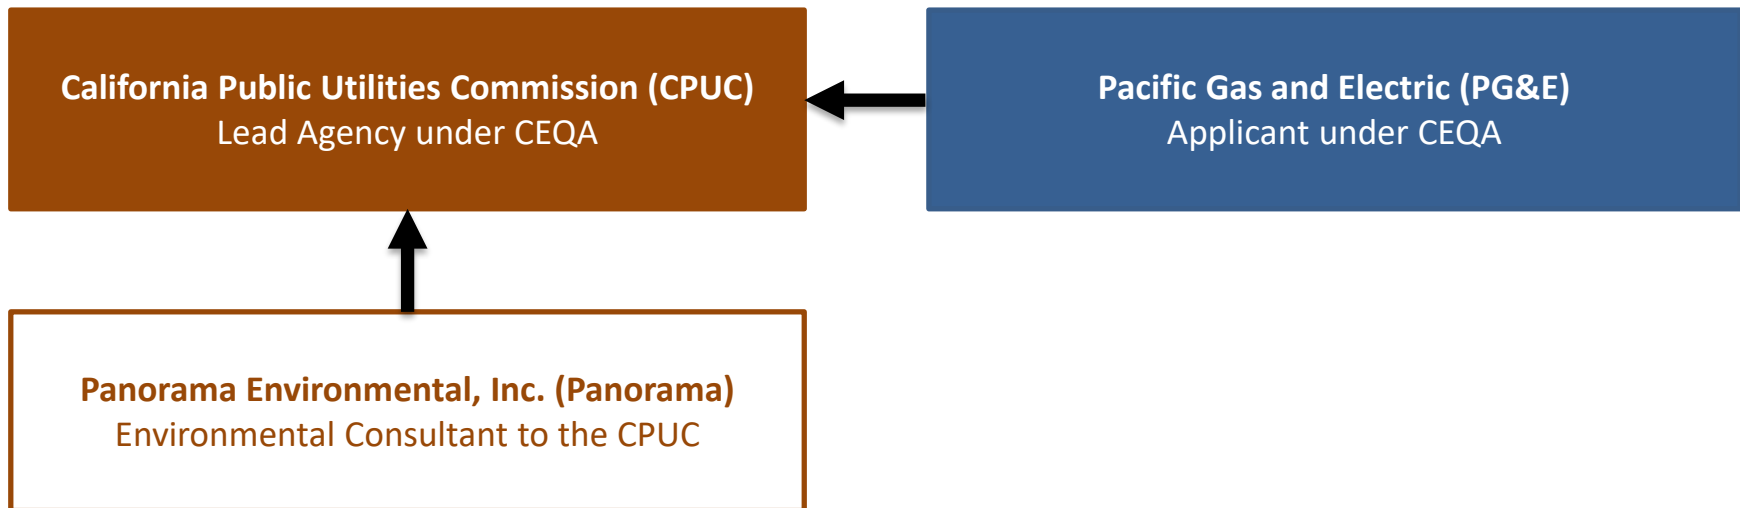 California Public Utilities Commission (CPUC)
Lead Agency under CEQA
Pacific Gas and Electric (PG&E)
Applicant under CEQA
Panorama Environmental, Inc. (Panorama)
Environmental Consultant to the CPUC